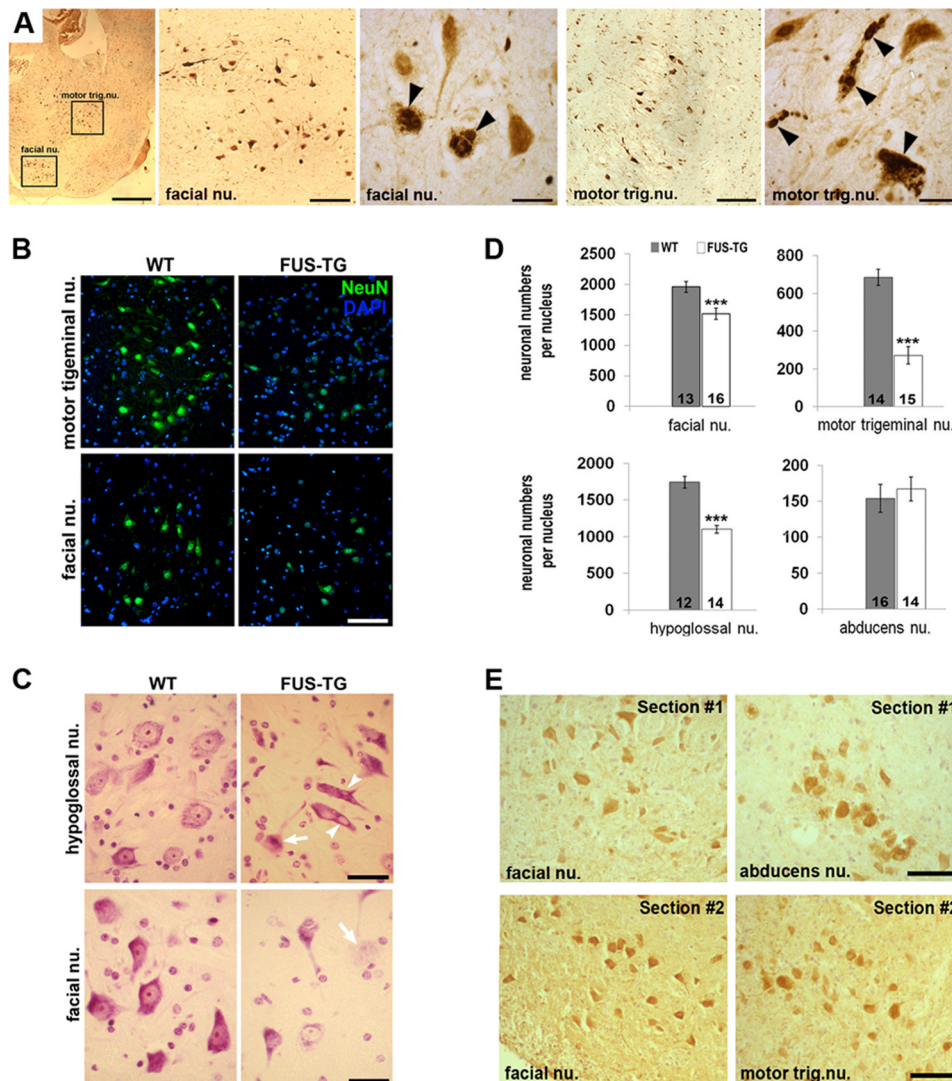 A
motor trig.nu.
facial nu.
facial nu.
facial nu.
motor trig.nu.
motor trig.nu.
B
WT
FUS-TG
NeuN
DAPI
motor tigeminal nu.
facial nu.
D
WT
FUS-TG
neuronal numbers
per nucleus
2500
2000
1500
1000
500
0
***
13
16
facial nu.
800
600
400
200
0
***
14
15
motor trigeminal nu.
neuronal numbers
per nucleus
2000
1500
1000
500
0
***
12
14
hypoglossal nu.
200
150
100
50
0
16
14
abducens nu.
C
WT
FUS-TG
hypoglossal nu.
facial nu.
E
Section #1
facial nu.
Section #1
abducens nu.
Section #2
facial nu.
Section #2
motor trig.nu.